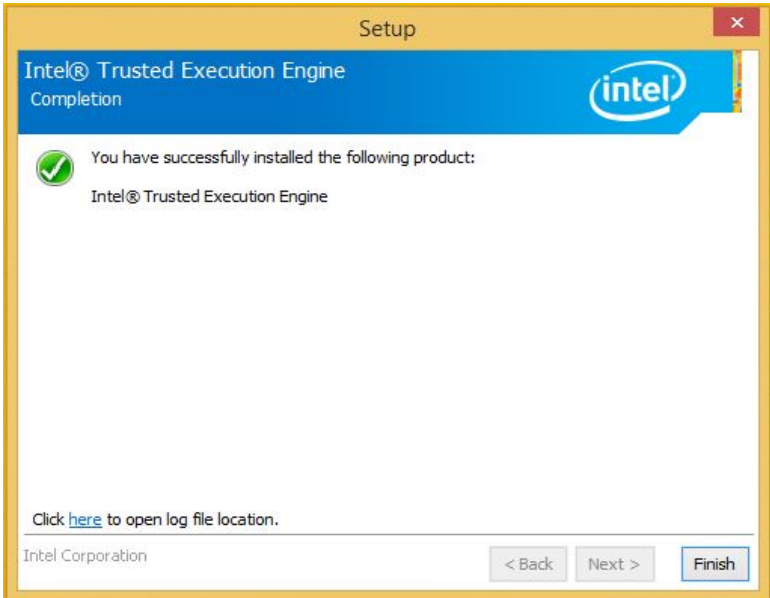 Setup
Intel® Trusted Execution Engine
Completion
intel
You have successfully installed the following product:
Intel® Trusted Execution Engine
Click here to open log file location.
Intel Corporation
< Back
Next >
Finish